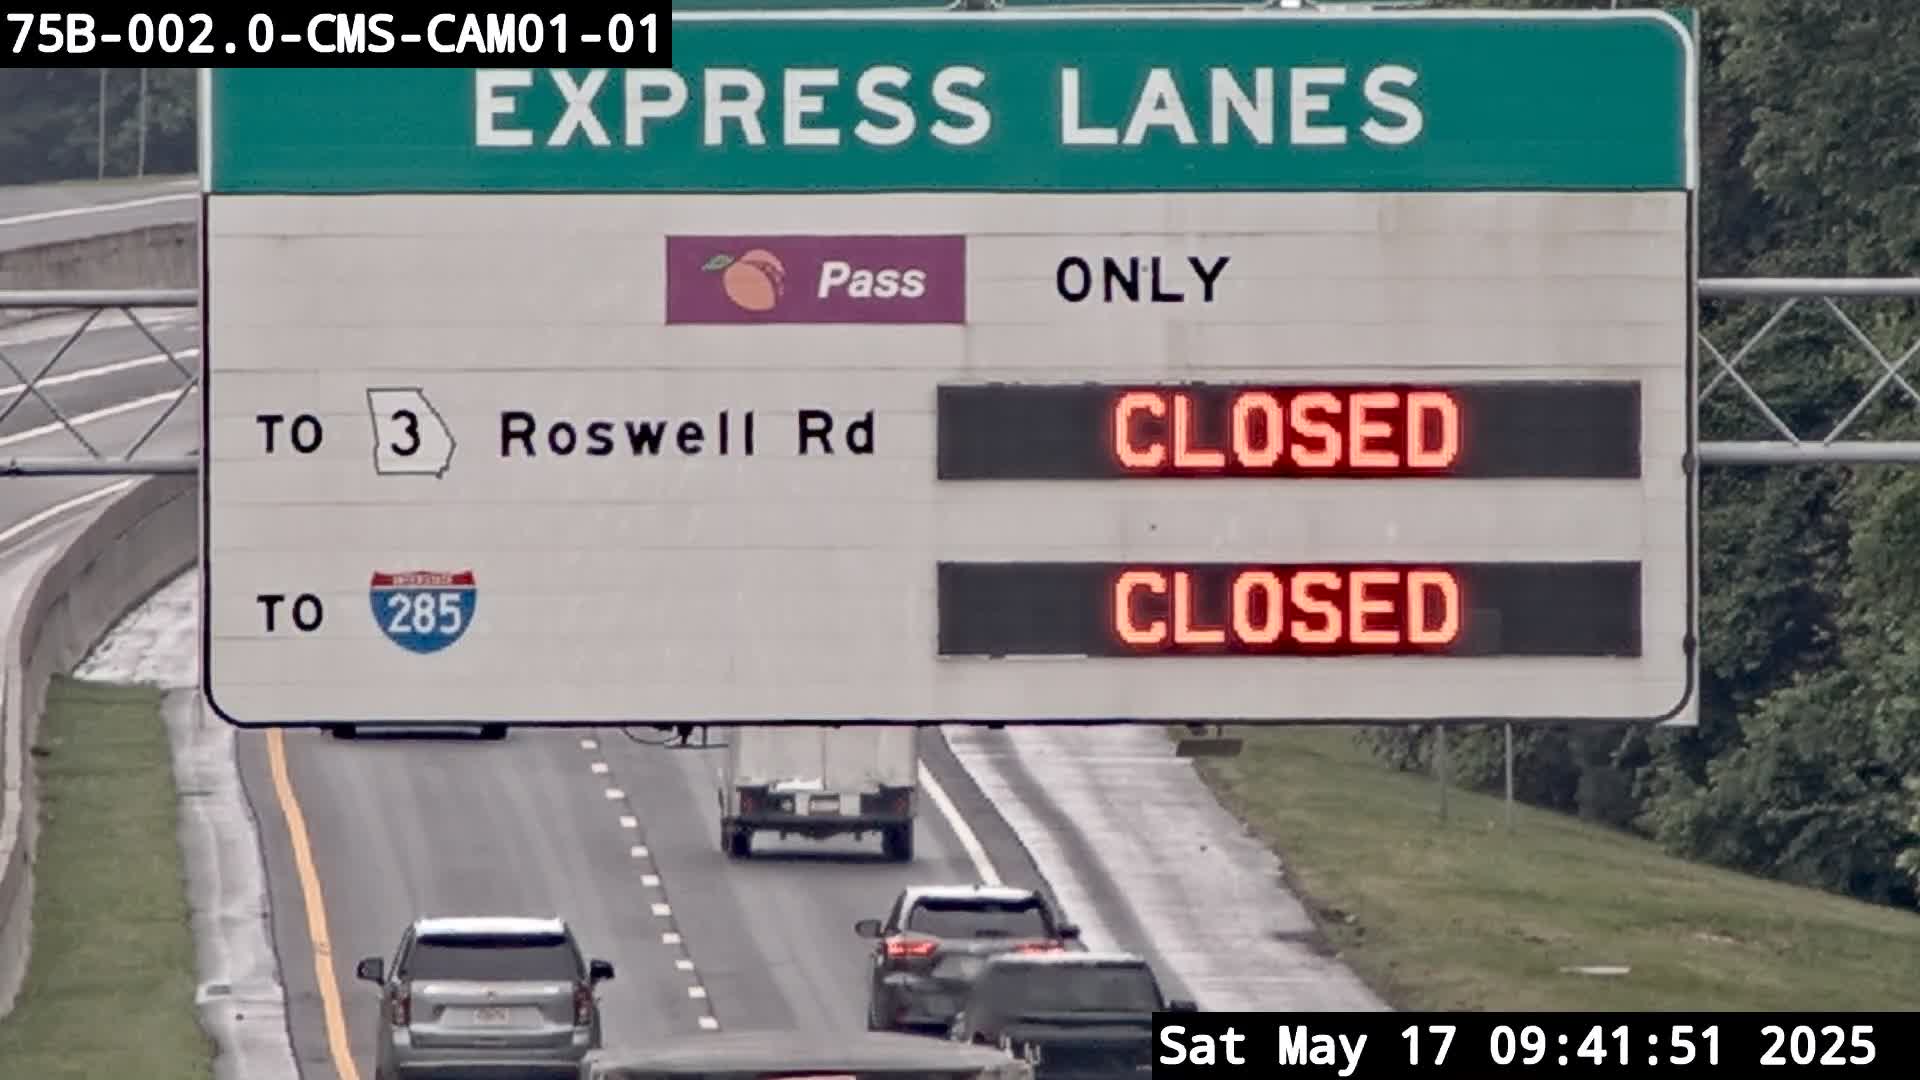 75B-002.0-CMS-CAM01-01
EXPRESS LANES
Pass ONLY
TO 3 Roswell Rd CLOSED
INTERSTATE
TO 285 CLOSED
Sat May 17 09:41:51 2025